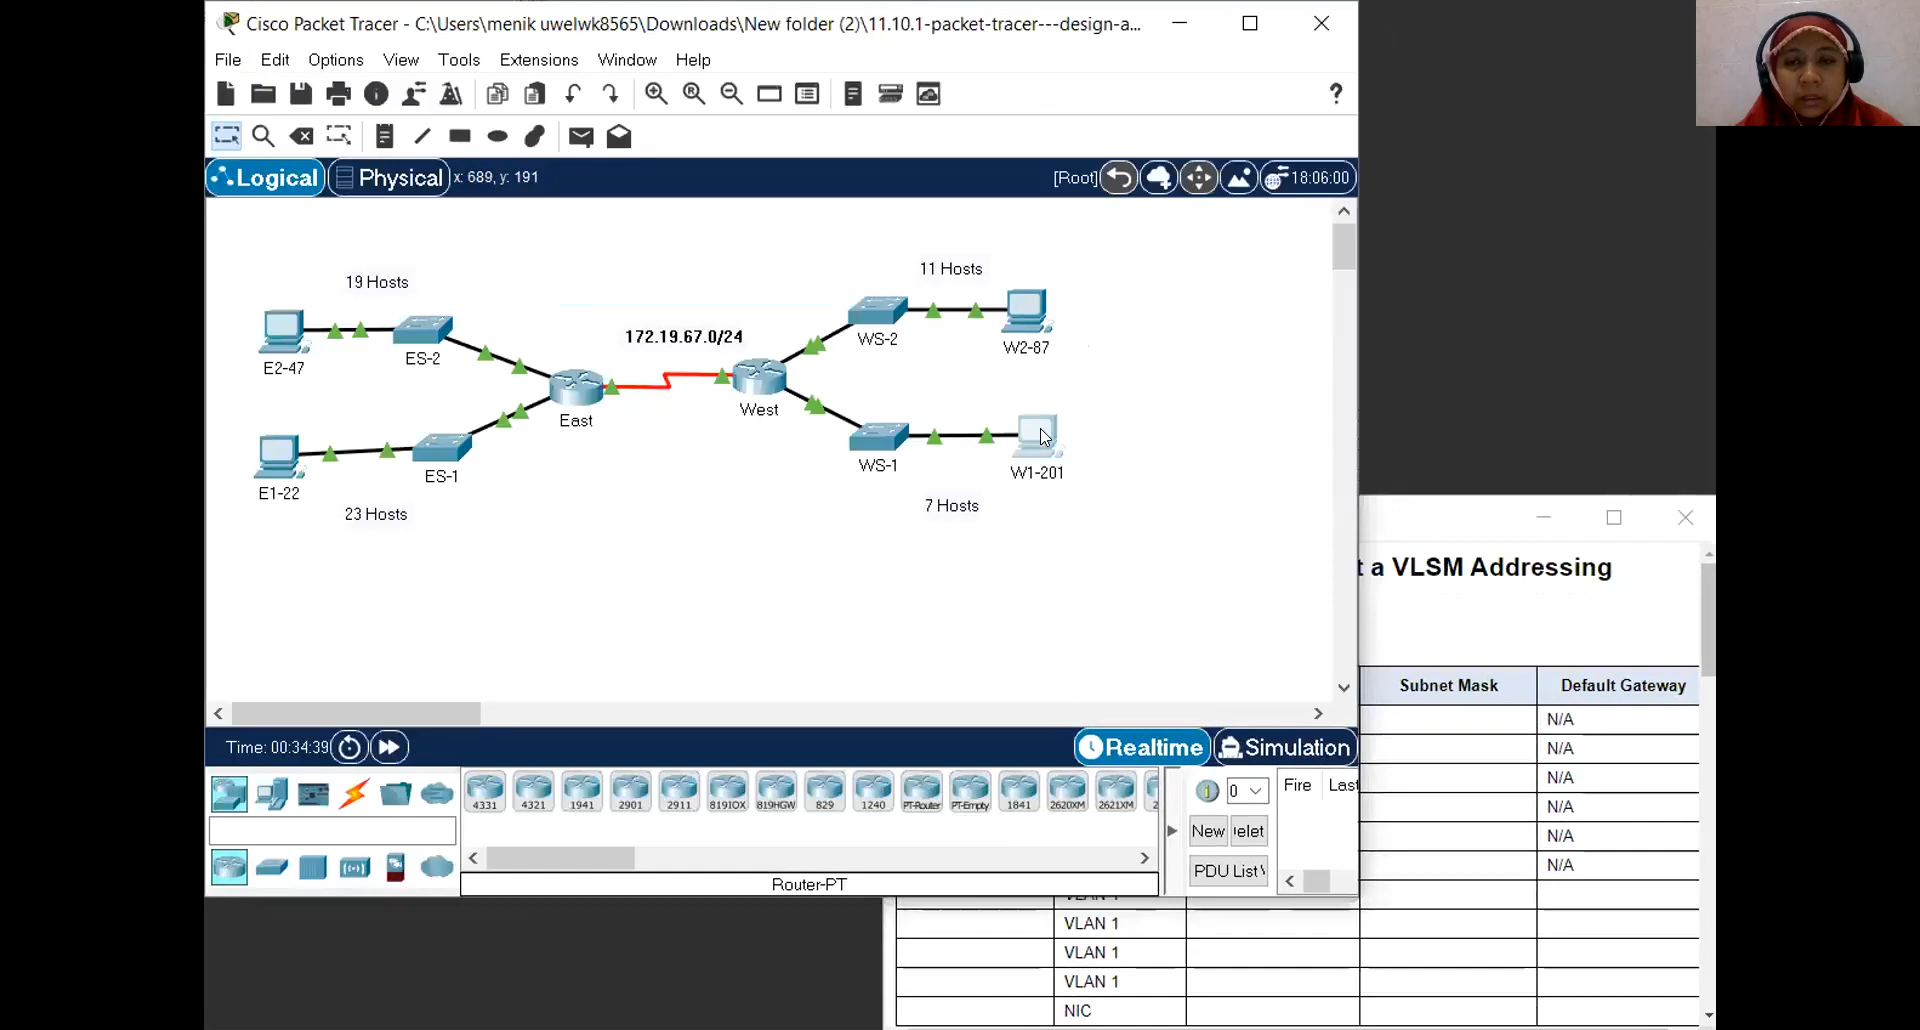 Cisco Packet Tracer - C:\Users\menik uwelwk8565\Downloads\New folder (2)\11.10.1-packet-tracer---design-a...
File Edit Options View Tools Extensions Window Help
?
Logical Physical x: 689, y: 191 [Root] 18:06:00
19 Hosts
11 Hosts
172.19.67.0/24
ES-2
WS-2
W2-87
E2-47
East
West
ES-1
WS-1
W1-201
E1-22
23 Hosts
7 Hosts
Time: 00:34:39 Realtime Simulation
4331 4321 1941 2901 2911 819IOX 819HGW 829 1240 PT-Router PT-Empty 1841 2620XM 2621XM 2
0
Fire Last
New elet
PDU List
Router-PT
t a VLSM Addressing
Subnet Mask Default Gateway
N/A
N/A
N/A
N/A
N/A
N/A
VLAN 1
VLAN 1
VLAN 1
VLAN 1
NIC